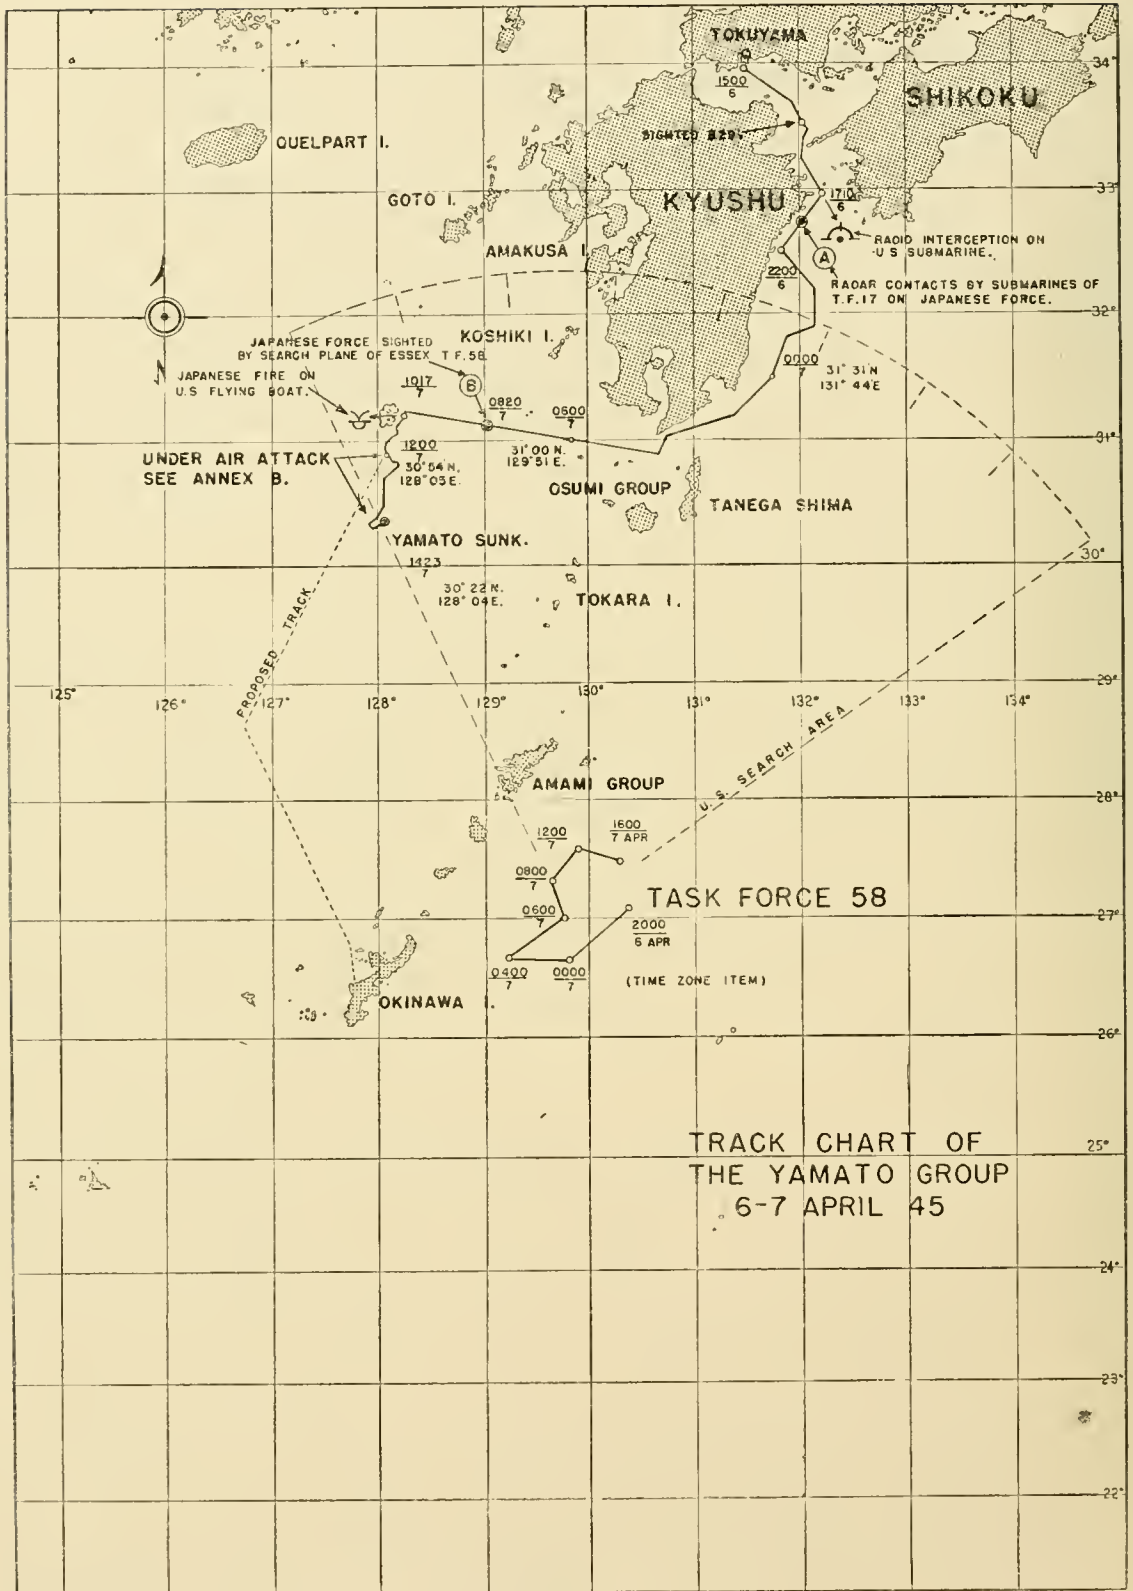 TOKUYAMA
34°
1500
6
SHIKOKU
SIGHTED B29.
QUELPART I.
33°
GOTO I.
KYUSHU
1710
6
RADIO INTERCEPTION ON
U S SUBMARINE.
AMAKUSA I.
A
2200
6
RADAR CONTACTS BY SUBMARINES OF
T.F.17 ON JAPANESE FORCE.
32°
N
KOSHIKI I.
JAPANESE FORCE SIGHTED
BY SEARCH PLANE OF ESSEX T F.58.
0000
7
31° 31'N
131° 44'E
JAPANESE FIRE ON
U.S FLYING BOAT.
1017
7
B
0820
7
0600
7
31°
1200
7
31°00 N.
129°51 E.
UNDER AIR ATTACK
SEE ANNEX B.
30°54'N,
128°03'E.
OSUMI GROUP
TANEGA SHIMA
YAMATO SUNK.
30°
1423
7
30° 22'N.
128° 04'E.
TOKARA I.
PROPOSED TRACK
29°
125°
126°
127°
128°
129°
130°
131°
132°
133°
134°
U.S. SEARCH AREA
AMAMI GROUP
28°
1200
7
1600
7 APR
0800
7
TASK FORCE 58
0600
7
27°
2000
6 APR
0400
7
0000
7
(TIME ZONE ITEM)
OKINAWA I.
26°
TRACK CHART OF
THE YAMATO GROUP
6-7 APRIL 45
25°
24°
23°
22°